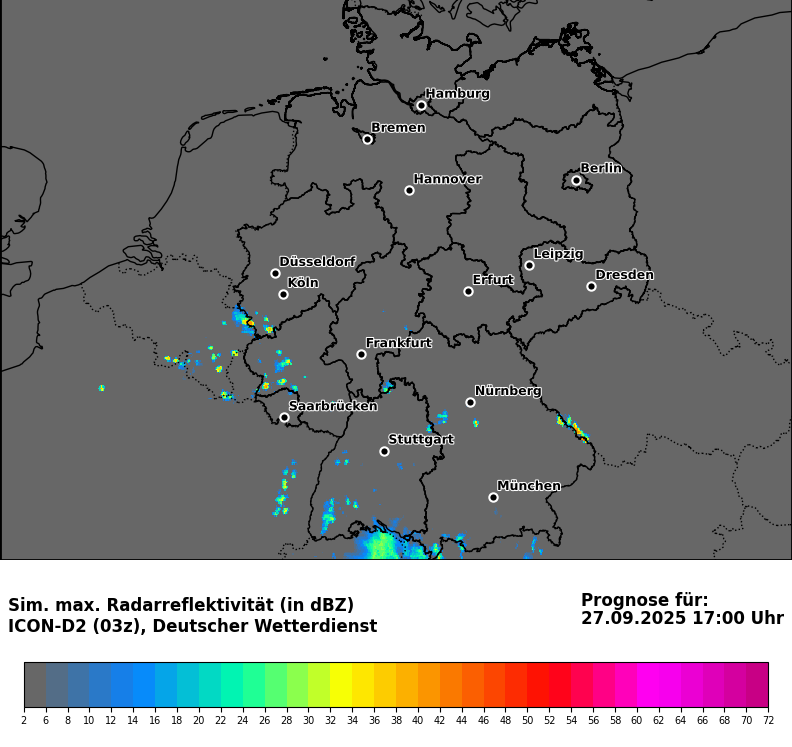 Hamburg
Bremen
Berlin
Hannover
Leipzig
Düsseldorf
Dresden
Köln
Erfurt
Frankfurt
Nürnberg
Saarbrücken
Stuttgart
München
Sim. max. Radarreflektivität (in dBZ)
ICON-D2 (03z), Deutscher Wetterdienst
Prognose für:
27.09.2025 17:00 Uhr
2 6 8 10 12 14 16 18 20 22 24 26 28 30 32 34 36 38 40 42 44 46 48 50 52 54 56 58 60 62 64 66 68 70 72